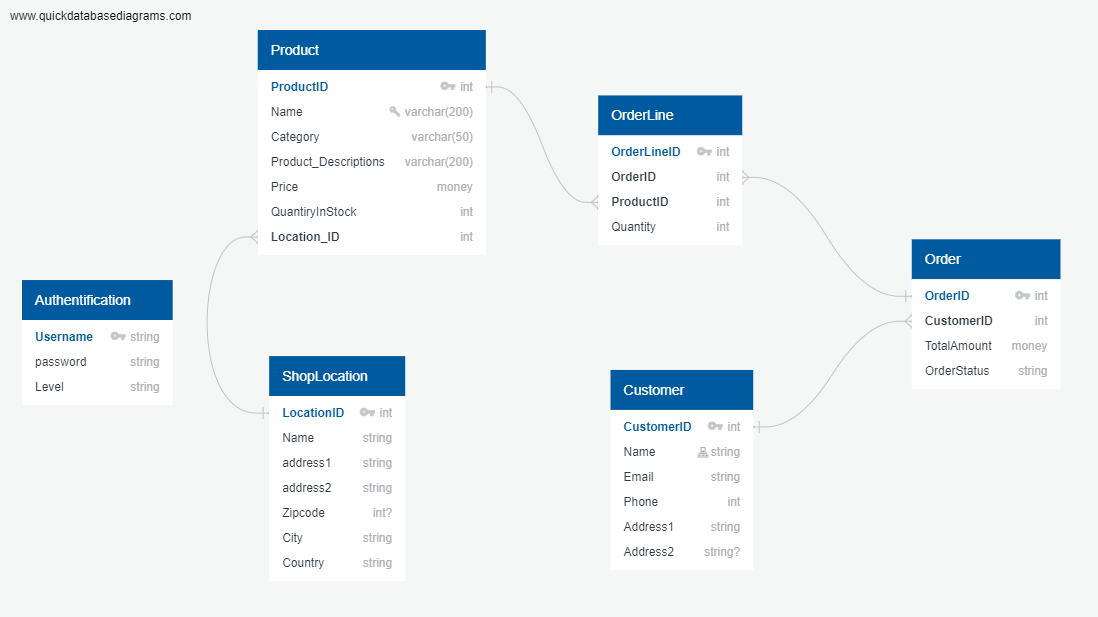 www.quickdatabasediagrams.com
Product
ProductID int
Name varchar(200)
Category varchar(50)
Product_Descriptions varchar(200)
Price money
QuantiryInStock int
Location_ID int
OrderLine
OrderLineID int
OrderID int
ProductID int
Quantity int
Order
OrderID int
CustomerID int
TotalAmount money
OrderStatus string
Authentification
Username string
password string
Level string
ShopLocation
LocationID int
Name string
address1 string
address2 string
Zipcode int?
City string
Country string
Customer
CustomerID int
Name string
Email string
Phone int
Address1 string
Address2 string?